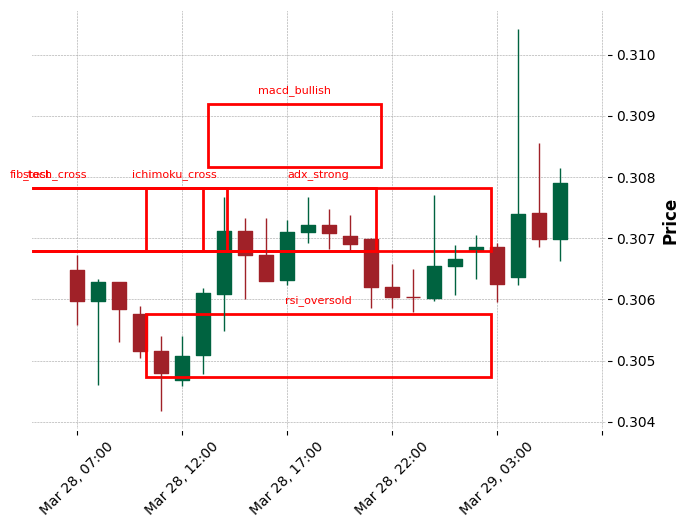 0.310
macd_bullish
0.309
stoch_cross
ichimoku_cross
adx_strong
0.308
Price
0.307
rsi_oversold
0.306
0.305
0.304
Mar 28, 07:00
Mar 28, 12:00
Mar 28, 17:00
Mar 28, 22:00
Mar 29, 03:00